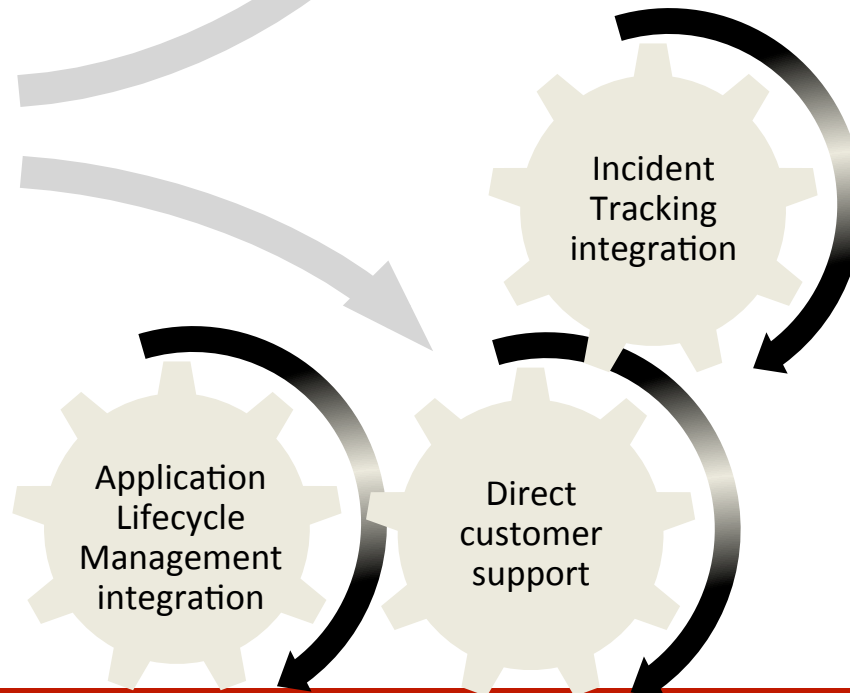 Incident
Tracking
integration
Application
Lifecycle
Management
integration
Direct
customer
support